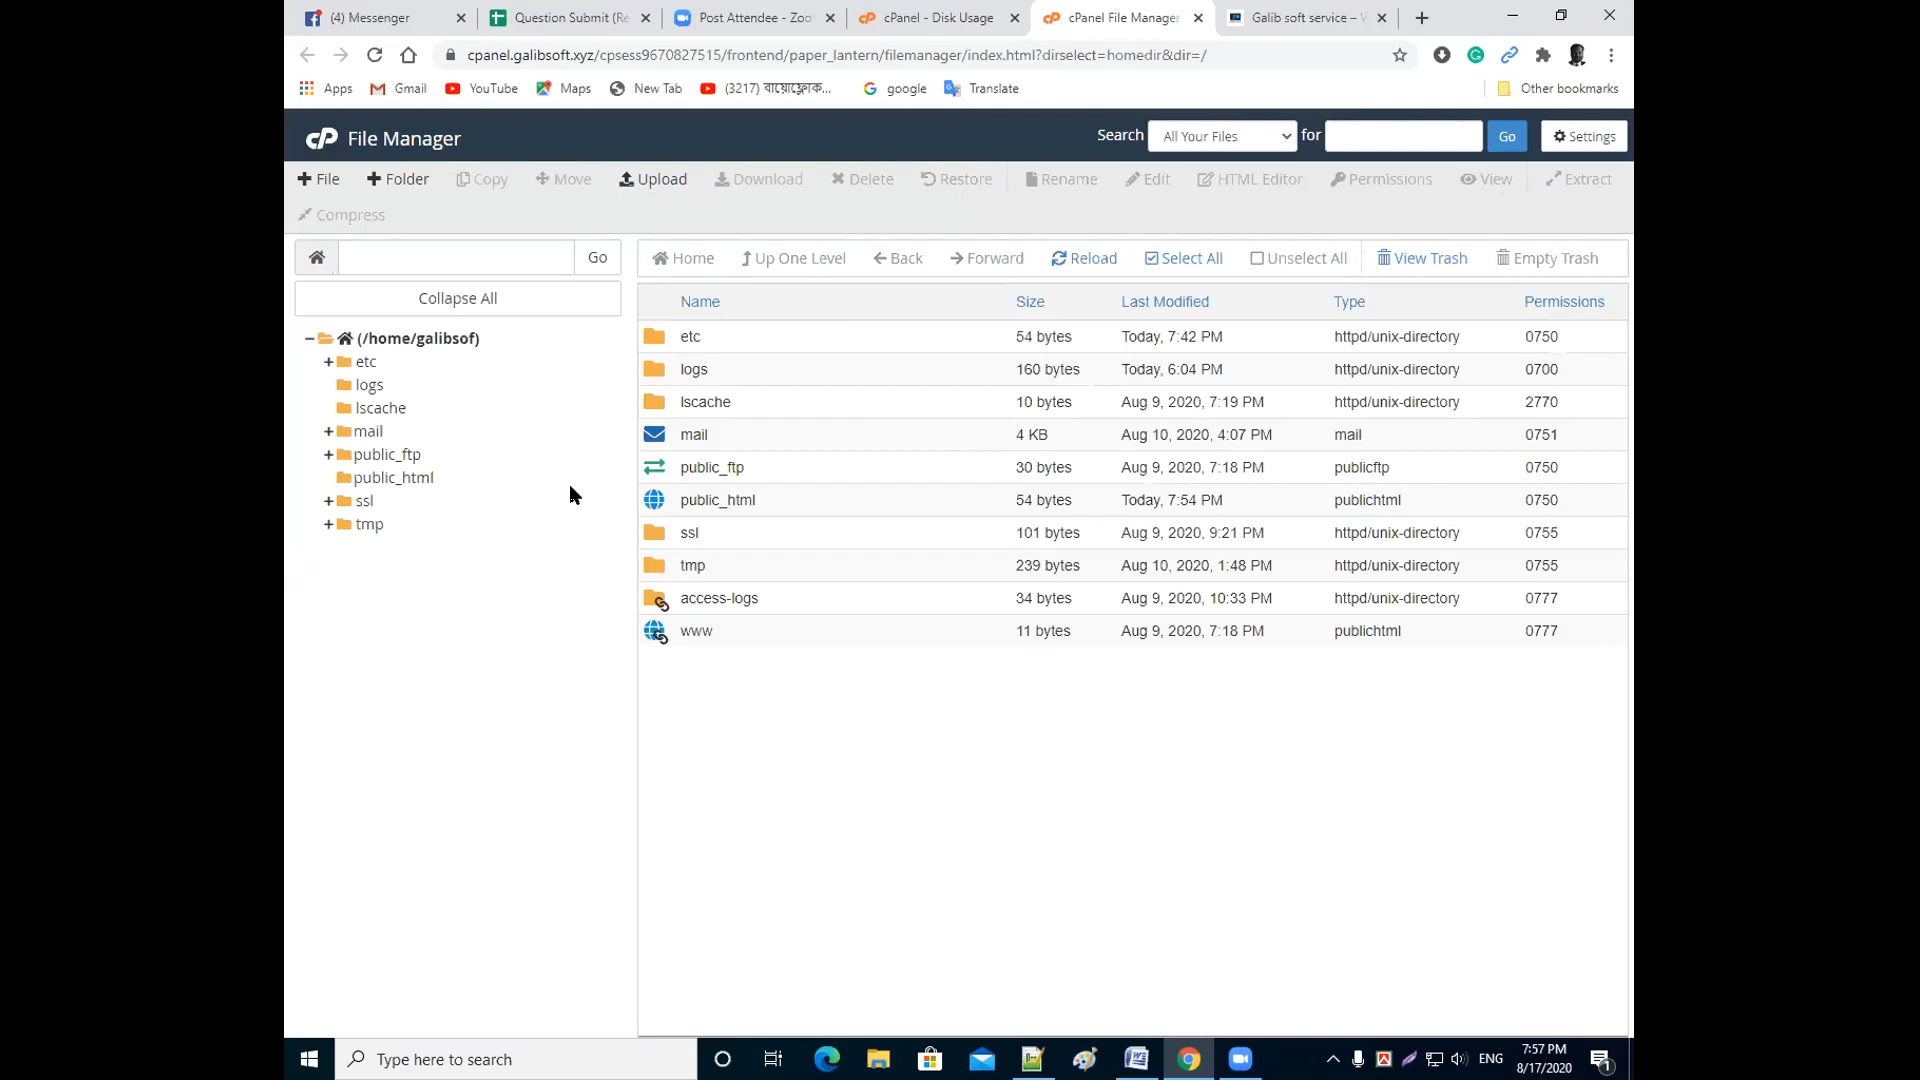 (4) Messenger
Question Submit (Re
Post Attendee - Zoo
cPanel - Disk Usage
cPanel File Manager
Galib soft service – W
cpanel.galibsoft.xyz/cpsess9670827515/frontend/paper_lantern/filemanager/index.html?dirselect=homedir&dir=/
Apps Gmail YouTube Maps New Tab (3217) বায়োফ্লোক... google Translate Other bookmarks
cP File Manager
Search All Your Files for Go Settings
File Folder Copy Move Upload Download Delete Restore Rename Edit HTML Editor Permissions View Extract
Compress
Go
Collapse All
(/home/galibsof)
etc
logs
lscache
mail
public_ftp
public_html
ssl
tmp
Home Up One Level Back Forward Reload Select All Unselect All View Trash Empty Trash
Name Size Last Modified Type Permissions
etc 54 bytes Today, 7:42 PM httpd/unix-directory 0750
logs 160 bytes Today, 6:04 PM httpd/unix-directory 0700
lscache 10 bytes Aug 9, 2020, 7:19 PM httpd/unix-directory 2770
mail 4 KB Aug 10, 2020, 4:07 PM mail 0751
public_ftp 30 bytes Aug 9, 2020, 7:18 PM publicftp 0750
public_html 54 bytes Today, 7:54 PM publichtml 0750
ssl 101 bytes Aug 9, 2020, 9:21 PM httpd/unix-directory 0755
tmp 239 bytes Aug 10, 2020, 1:48 PM httpd/unix-directory 0755
access-logs 34 bytes Aug 9, 2020, 10:33 PM httpd/unix-directory 0777
www 11 bytes Aug 9, 2020, 7:18 PM publichtml 0777
Type here to search
ENG
7:57 PM
8/17/2020
1